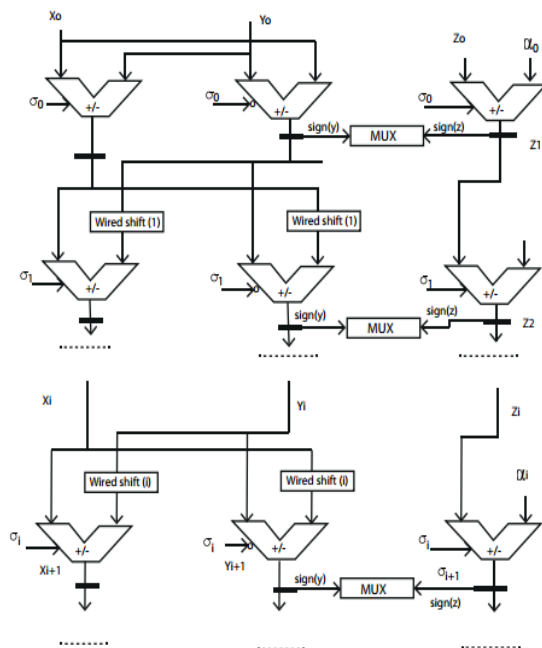 Xo
Yo
Zo
α0
σ0
+/-
σ0
+/-
σ0
+/-
sign(y)
MUX
sign(z)
Z1
Wired shift (1)
Wired shift (1)
σ1
+/-
σ1
+/-
σ1
+/-
sign(y)
MUX
sign(z)
Z2
Xi
Yi
Zi
Wired shift (i)
Wired shift (i)
αi
σi
+/-
σi
+/-
σi
+/-
Xi+1
Yi+1
σi+1
sign(y)
MUX
sign(z)